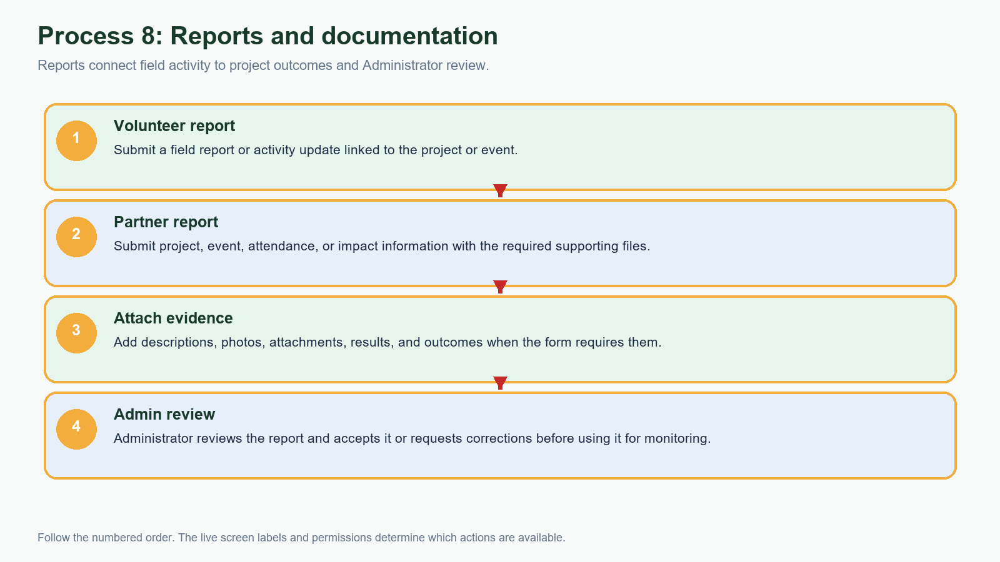 Process 8: Reports and documentation
Reports connect field activity to project outcomes and Administrator review.
1
Volunteer report
Submit a field report or activity update linked to the project or event.
2
Partner report
Submit project, event, attendance, or impact information with the required supporting files.
3
Attach evidence
Add descriptions, photos, attachments, results, and outcomes when the form requires them.
4
Admin review
Administrator reviews the report and accepts it or requests corrections before using it for monitoring.
Follow the numbered order. The live screen labels and permissions determine which actions are available.